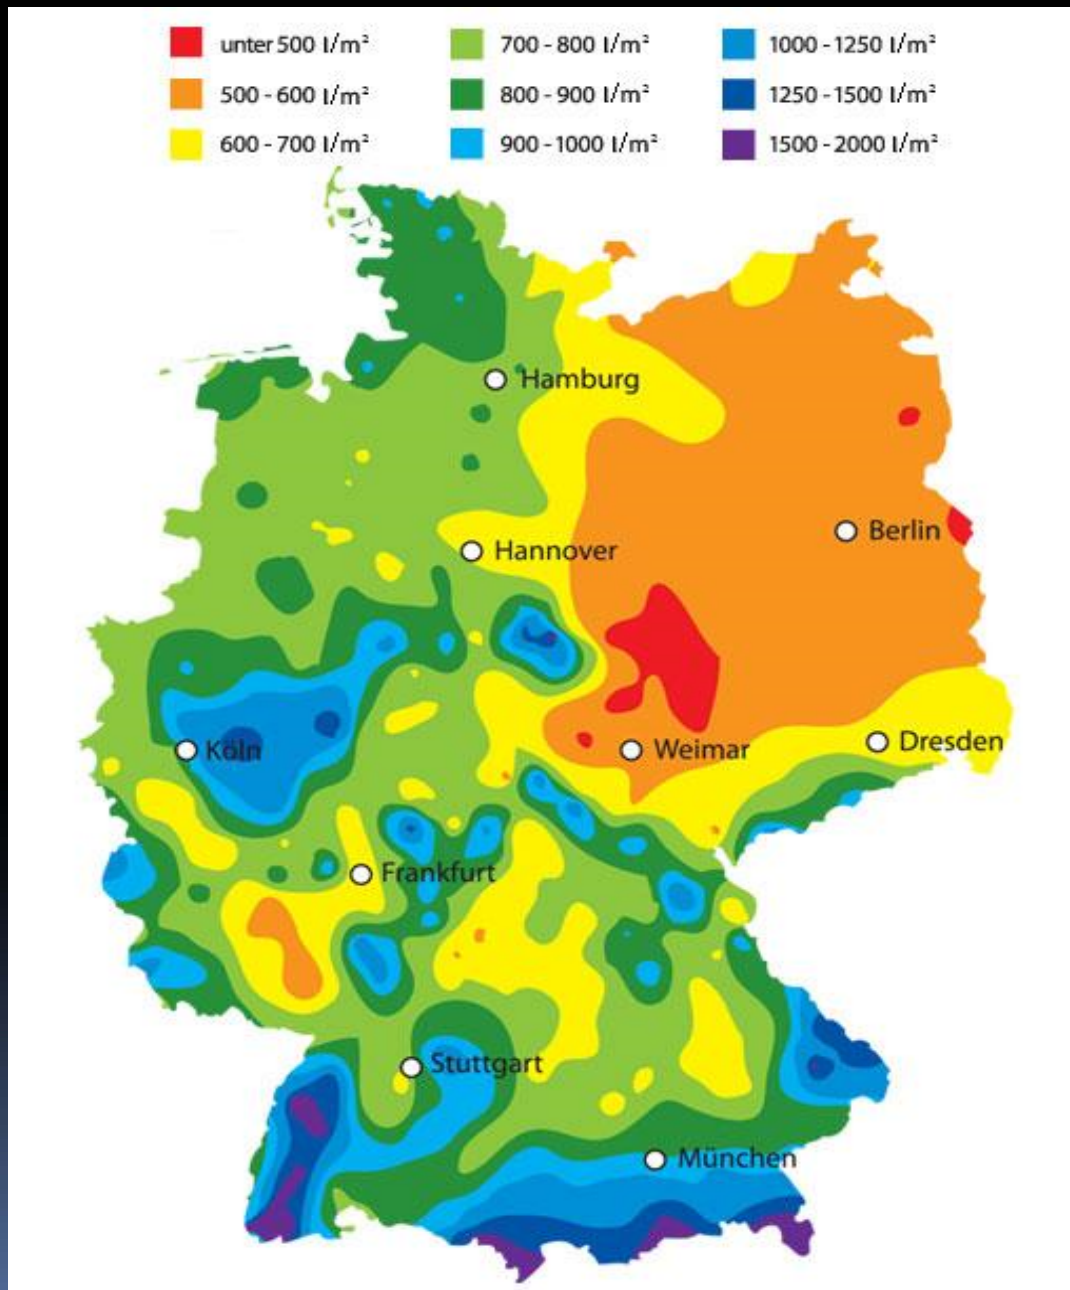 unter 500 l/m²
500 - 600 l/m²
600 - 700 l/m²
700 - 800 l/m²
800 - 900 l/m²
900 - 1000 l/m²
1000 - 1250 l/m²
1250 - 1500 l/m²
1500 - 2000 l/m²
Hamburg
Berlin
Hannover
Köln
Weimar
Dresden
Frankfurt
Stuttgart
München